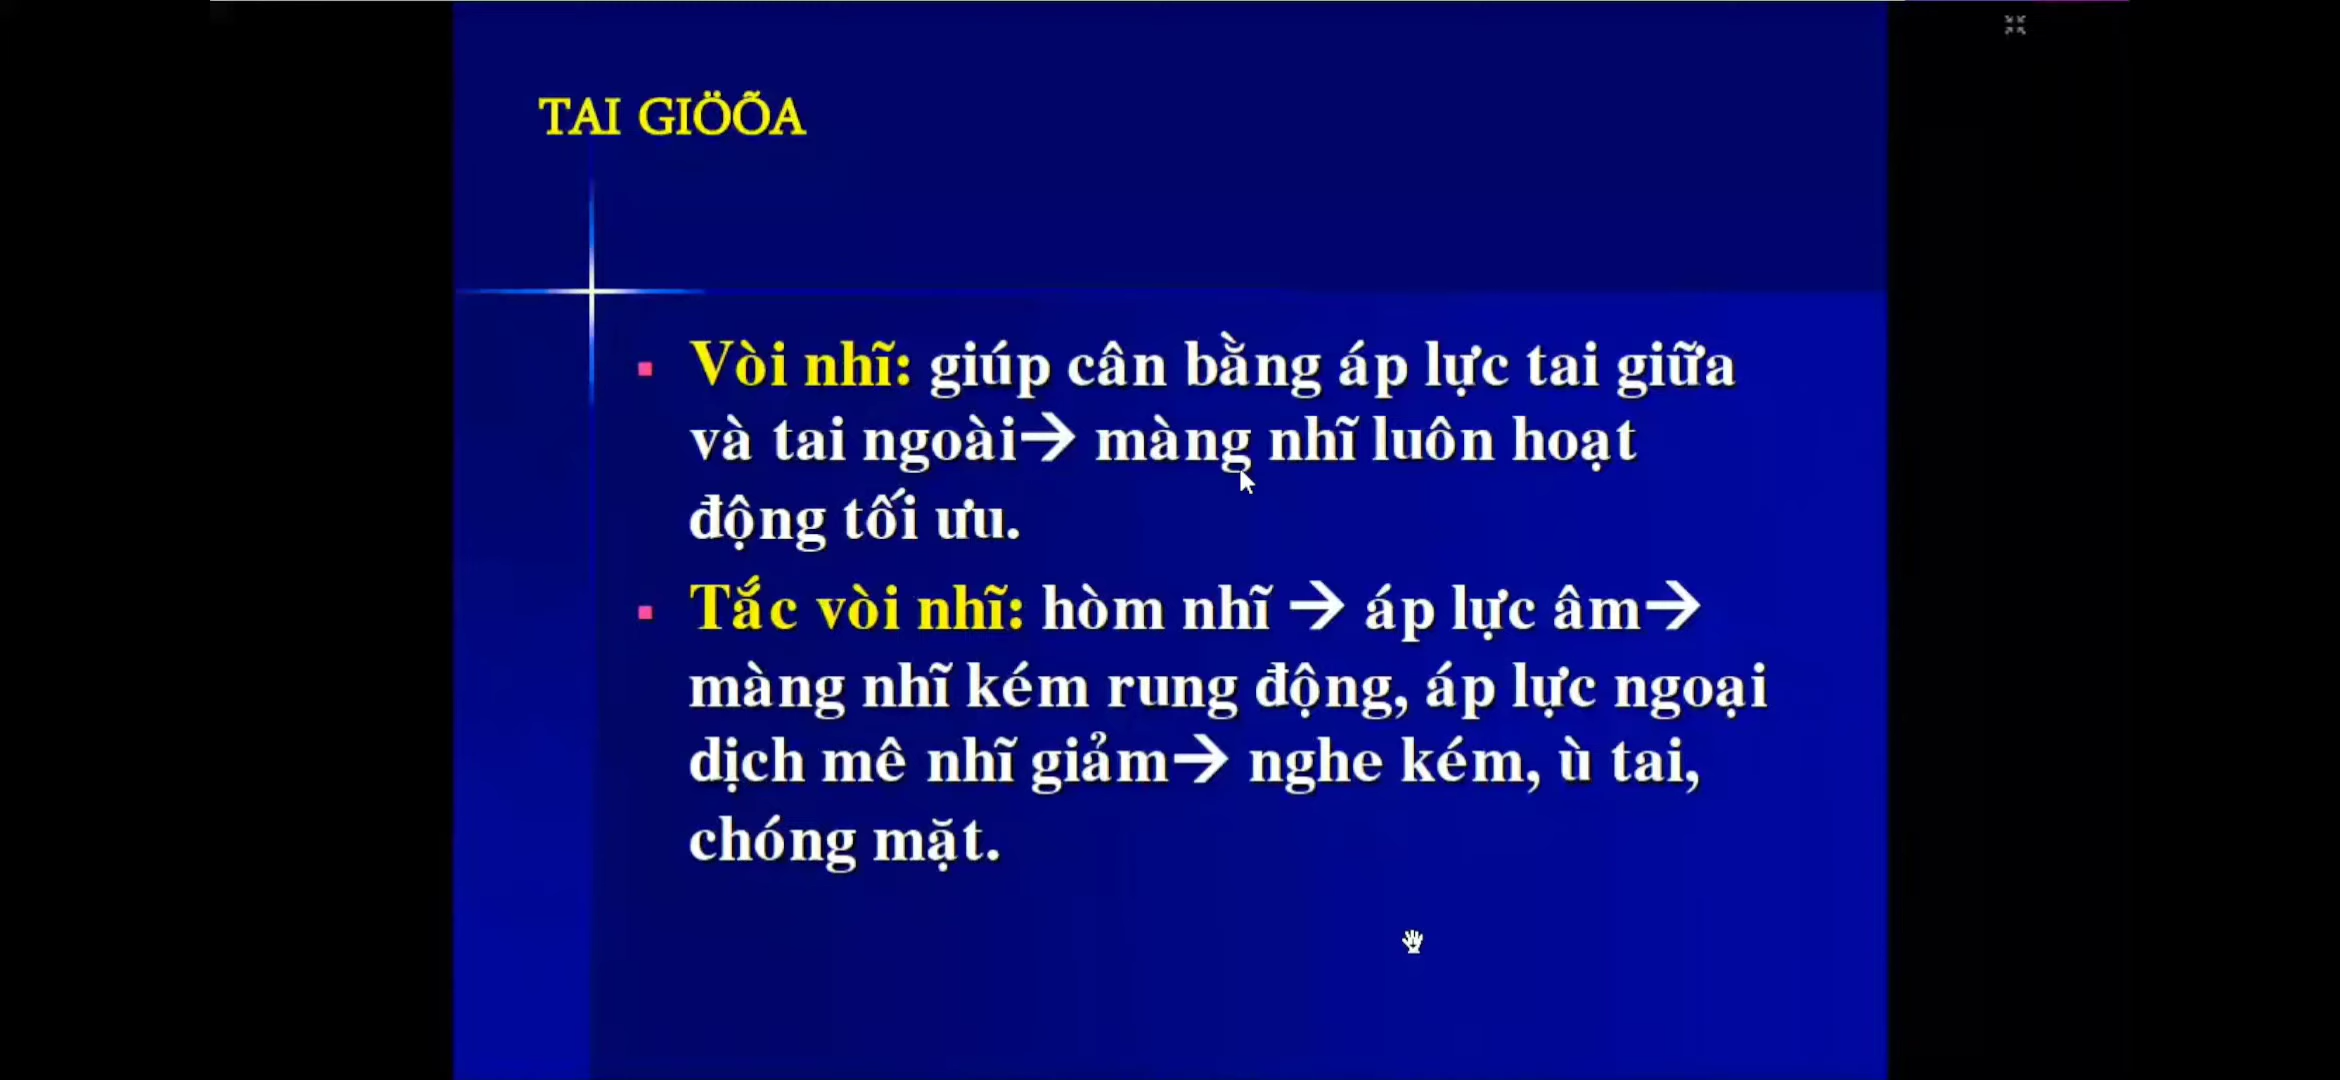 TAI GIÖÕA
▪ Vòi nhĩ: giúp cân bằng áp lực tai giữa
và tai ngoài→ màng nhĩ luôn hoạt
động tối ưu.
▪ Tắc vòi nhĩ: hòm nhĩ → áp lực âm→
màng nhĩ kém rung động, áp lực ngoại
dịch mê nhĩ giảm→ nghe kém, ù tai,
chóng mặt.